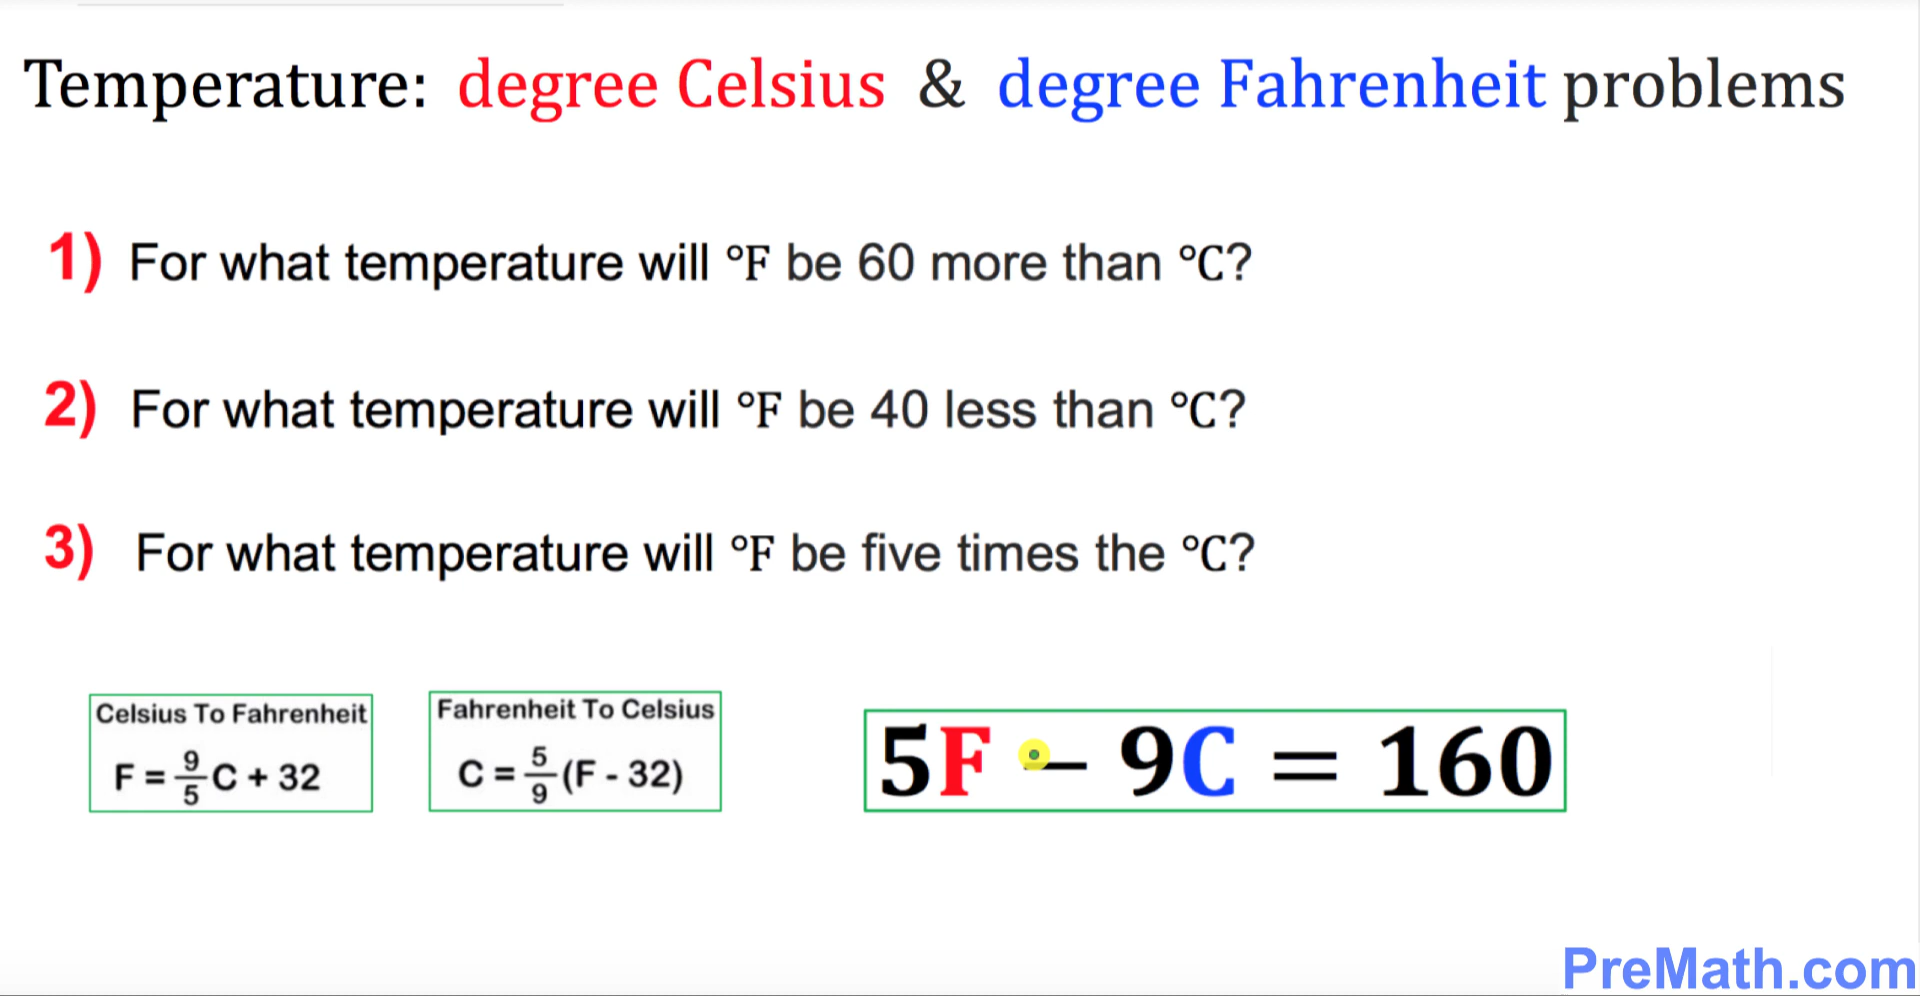 Temperature: degree Celsius & degree Fahrenheit problems
1) For what temperature will °F be 60 more than °C?
2) For what temperature will °F be 40 less than °C?
3) For what temperature will °F be five times the °C?
Celsius To Fahrenheit
F = 9/5 C + 32
Fahrenheit To Celsius
C = 5/9 (F - 32)
5F − 9C = 160
PreMath.com